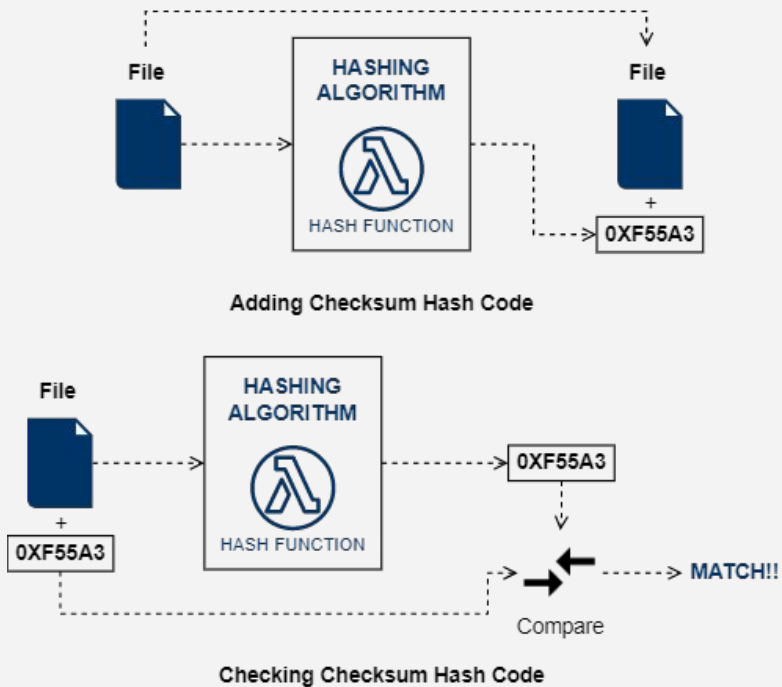 File
HASHING
ALGORITHM
HASH FUNCTION
File
+
0XF55A3
Adding Checksum Hash Code
File
+
0XF55A3
HASHING
ALGORITHM
HASH FUNCTION
0XF55A3
MATCH!!
Compare
Checking Checksum Hash Code